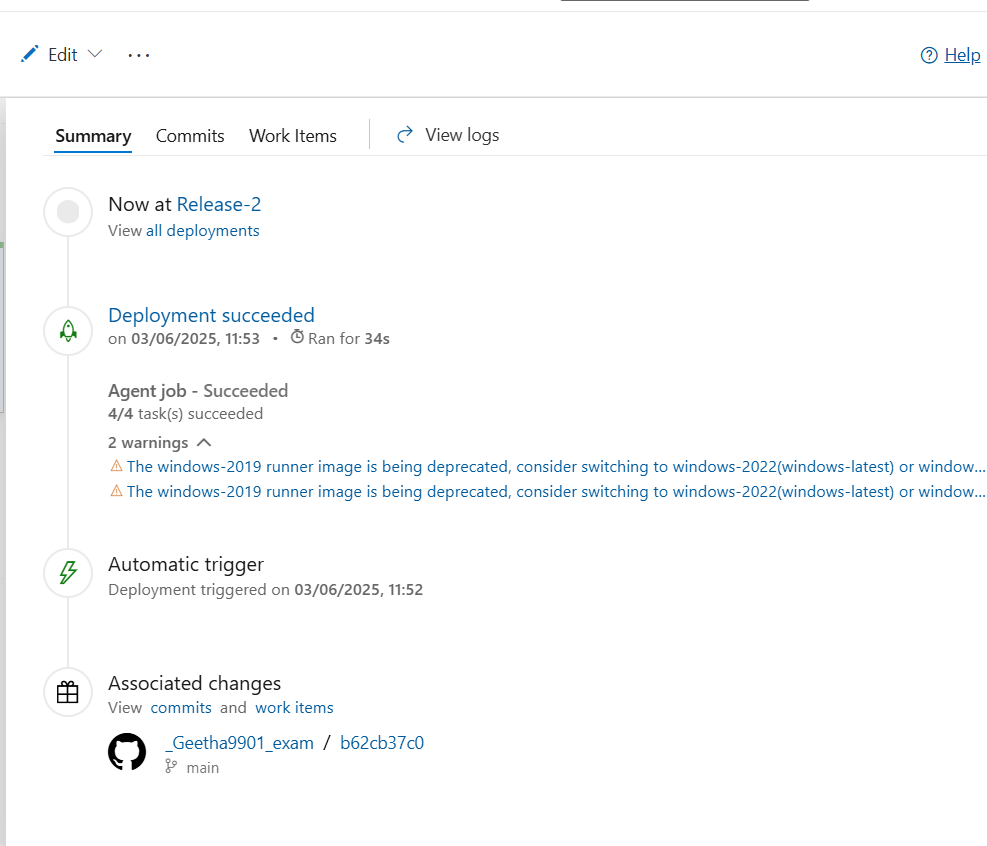 Edit
Help
Summary Commits Work Items View logs
Now at Release-2
View all deployments
Deployment succeeded
on 03/06/2025, 11:53 • Ran for 34s
Agent job - Succeeded
4/4 task(s) succeeded
2 warnings
The windows-2019 runner image is being deprecated, consider switching to windows-2022(windows-latest) or window...
The windows-2019 runner image is being deprecated, consider switching to windows-2022(windows-latest) or window...
Automatic trigger
Deployment triggered on 03/06/2025, 11:52
Associated changes
View commits and work items
_Geetha9901_exam / b62cb37c0
main